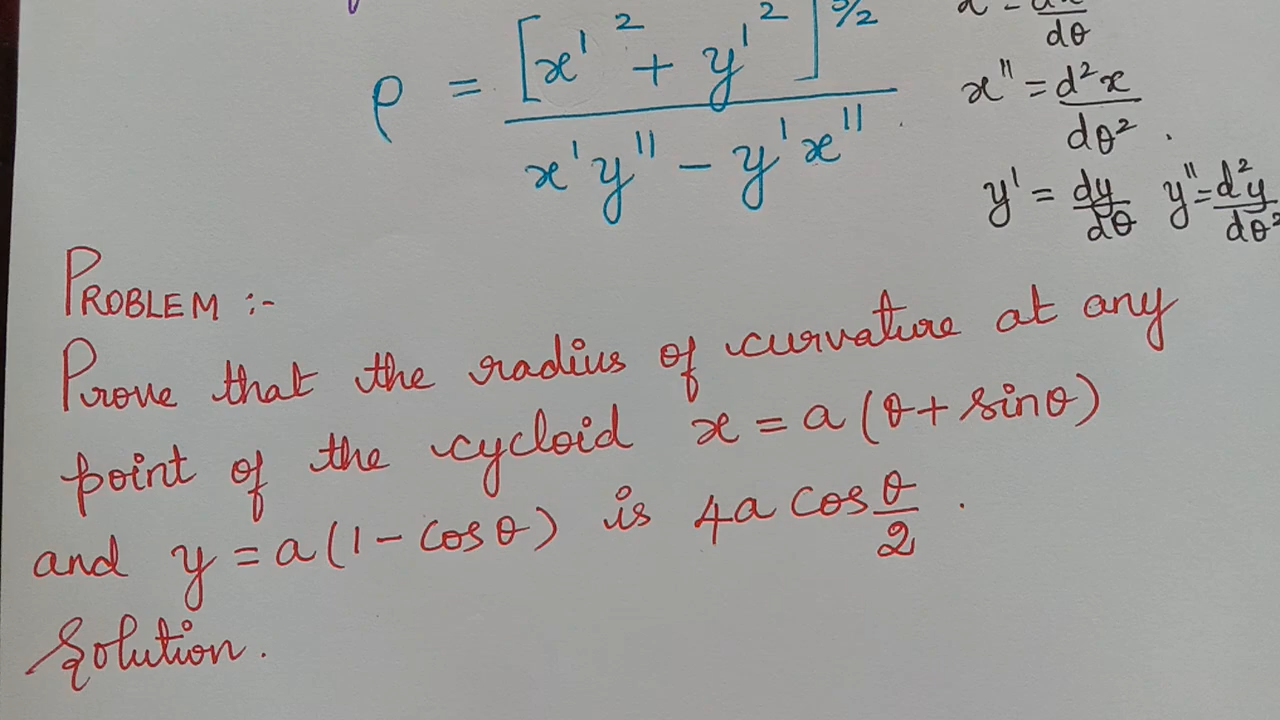 ρ = [x'² + y'²]^3/2 / x'y'' − y'x''
dθ
x'' = d²x / dθ² .
y' = dy/dθ y'' = d²y/dθ²
PROBLEM :-
Prove that the radius of curvature at any
point of the cycloid x = a(θ + sinθ)
and y = a(1 − cosθ) is 4a cos θ/2 .
Solution.